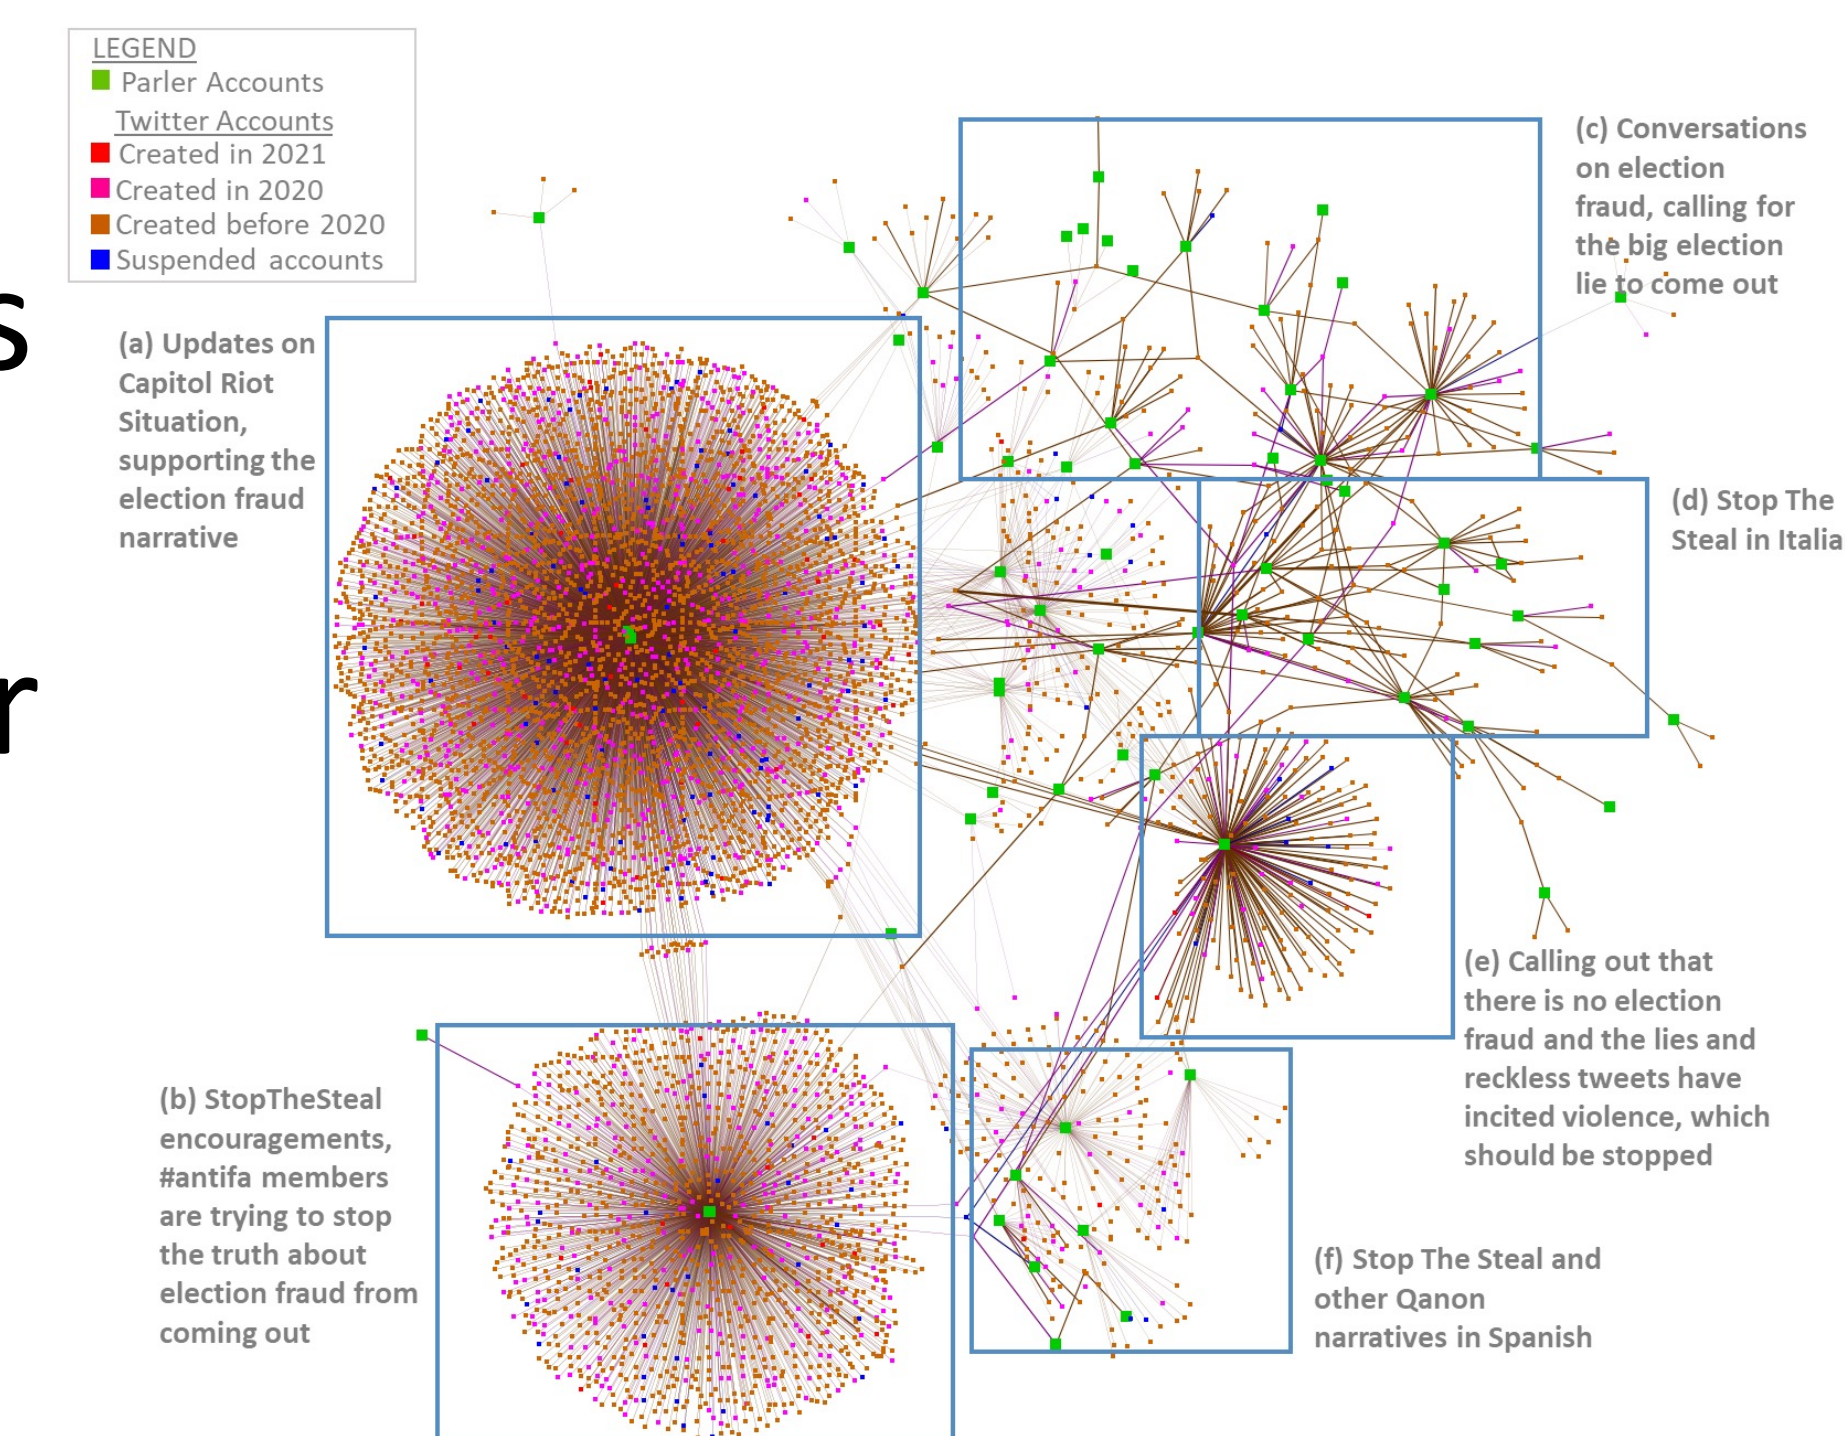 LEGEND
Parler Accounts
Twitter Accounts
Created in 2021
Created in 2020
Created before 2020
Suspended accounts
s
r
(a) Updates on
Capitol Riot
Situation,
supporting the
election fraud
narrative
(b) StopTheSteal
encouragements,
#antifa members
are trying to stop
the truth about
election fraud from
coming out
(c) Conversations
on election
fraud, calling for
the big election
lie to come out
(d) Stop The
Steal in Italia
(e) Calling out that
there is no election
fraud and the lies and
reckless tweets have
incited violence, which
should be stopped
(f) Stop The Steal and
other Qanon
narratives in Spanish